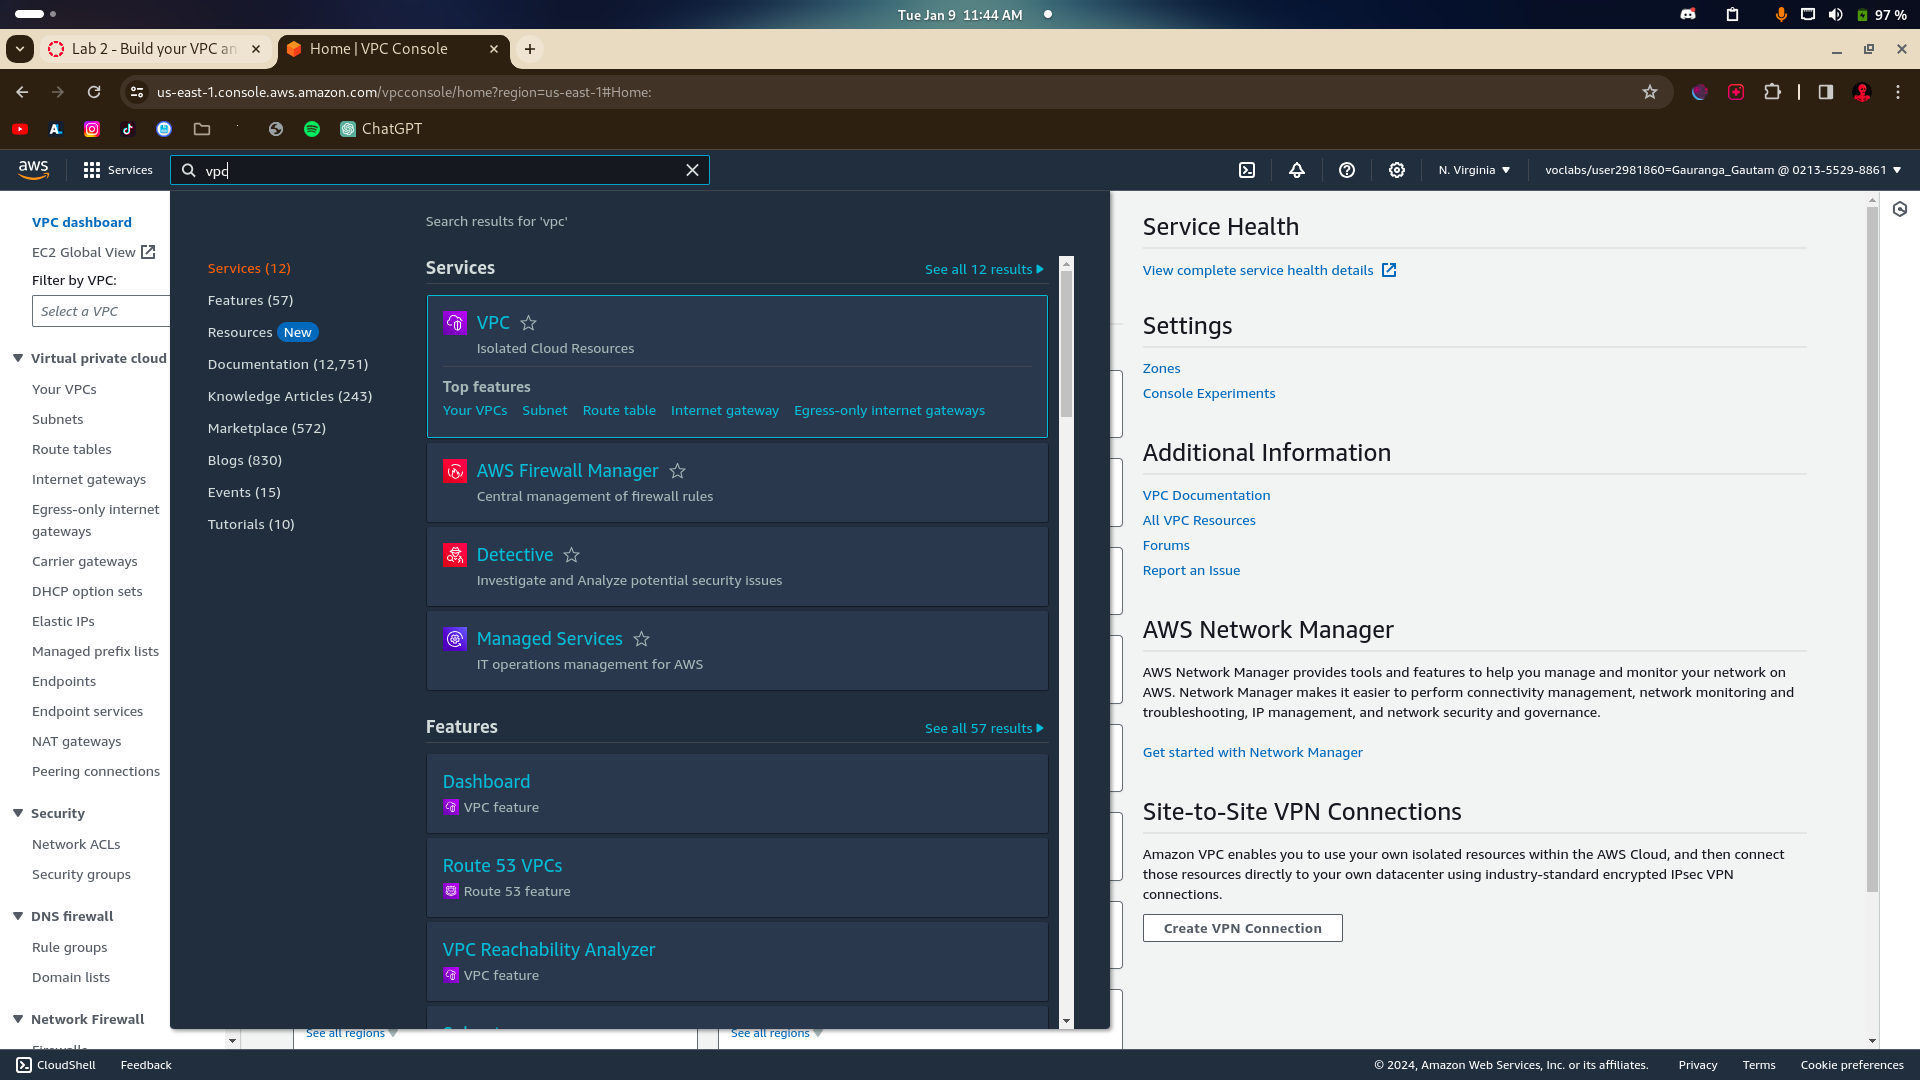 Tue Jan 9 11:44 AM
97 %
Lab 2 - Build your VPC an
Home | VPC Console
us-east-1.console.aws.amazon.com/vpcconsole/home?region=us-east-1#Home:
ChatGPT
aws
Services
vpc
N. Virginia
voclabs/user2981860=Gauranga_Gautam @ 0213-5529-8861
VPC dashboard
EC2 Global View
Filter by VPC:
Select a VPC
Virtual private cloud
Your VPCs
Subnets
Route tables
Internet gateways
Egress-only internet
gateways
Carrier gateways
DHCP option sets
Elastic IPs
Managed prefix lists
Endpoints
Endpoint services
NAT gateways
Peering connections
Security
Network ACLs
Security groups
DNS firewall
Rule groups
Domain lists
Network Firewall
Search results for 'vpc'
Services (12)
Features (57)
Resources New
Documentation (12,751)
Knowledge Articles (243)
Marketplace (572)
Blogs (830)
Events (15)
Tutorials (10)
Services
See all 12 results
VPC
Isolated Cloud Resources
Top features
Your VPCs Subnet Route table Internet gateway Egress-only internet gateways
AWS Firewall Manager
Central management of firewall rules
Detective
Investigate and Analyze potential security issues
Managed Services
IT operations management for AWS
Features
See all 57 results
Dashboard
VPC feature
Route 53 VPCs
Route 53 feature
VPC Reachability Analyzer
VPC feature
See all regions
See all regions
Service Health
View complete service health details
Settings
Zones
Console Experiments
Additional Information
VPC Documentation
All VPC Resources
Forums
Report an Issue
AWS Network Manager
AWS Network Manager provides tools and features to help you manage and monitor your network on
AWS. Network Manager makes it easier to perform connectivity management, network monitoring and
troubleshooting, IP management, and network security and governance.
Get started with Network Manager
Site-to-Site VPN Connections
Amazon VPC enables you to use your own isolated resources within the AWS Cloud, and then connect
those resources directly to your own datacenter using industry-standard encrypted IPsec VPN
connections.
Create VPN Connection
CloudShell
Feedback
© 2024, Amazon Web Services, Inc. or its affiliates.
Privacy
Terms
Cookie preferences